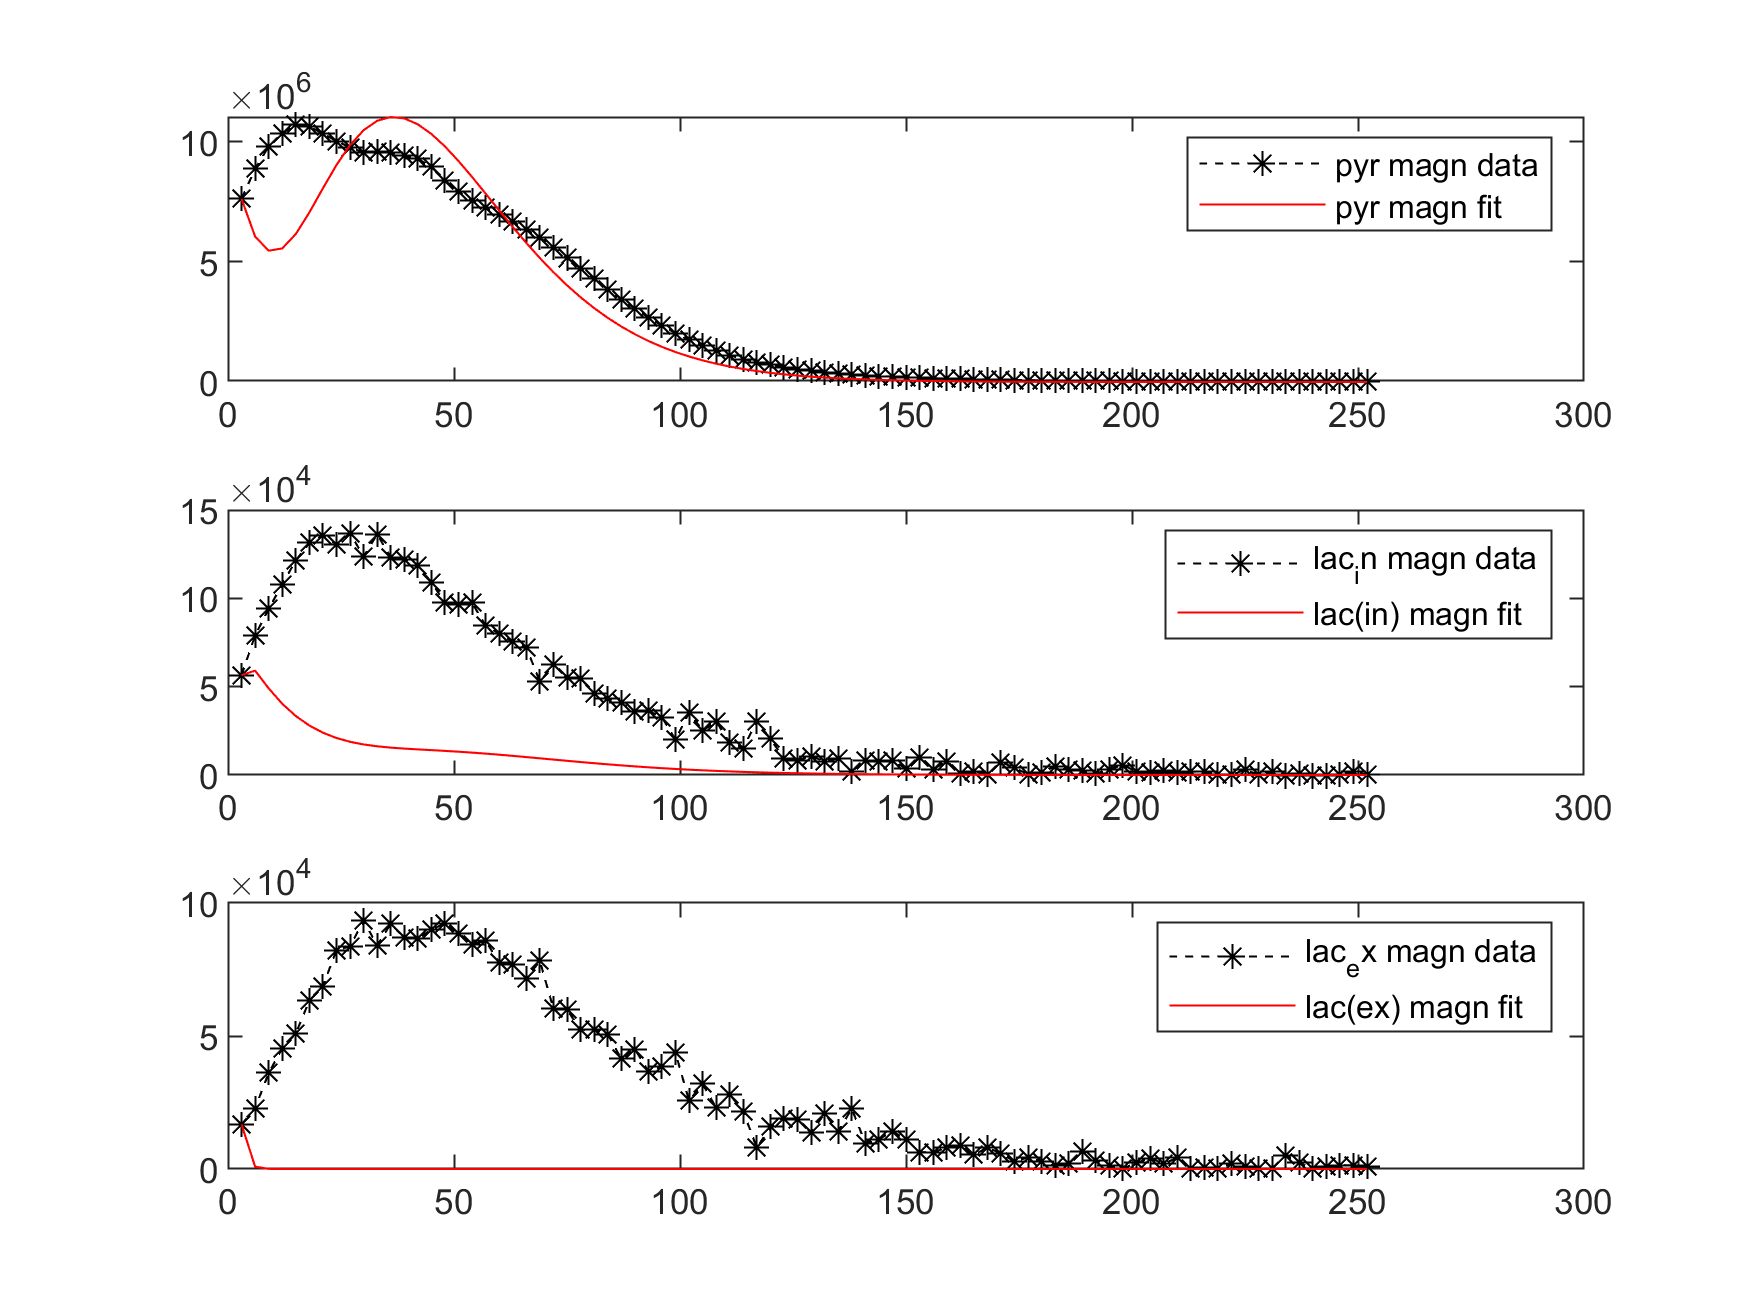 ×10^6
10
5
0
0 50 100 150 200 250 300
pyr magn data
pyr magn fit
×10^4
15
10
5
0
0 50 100 150 200 250 300
lac_in magn data
lac(in) magn fit
×10^4
10
5
0
0 50 100 150 200 250 300
lac_ex magn data
lac(ex) magn fit